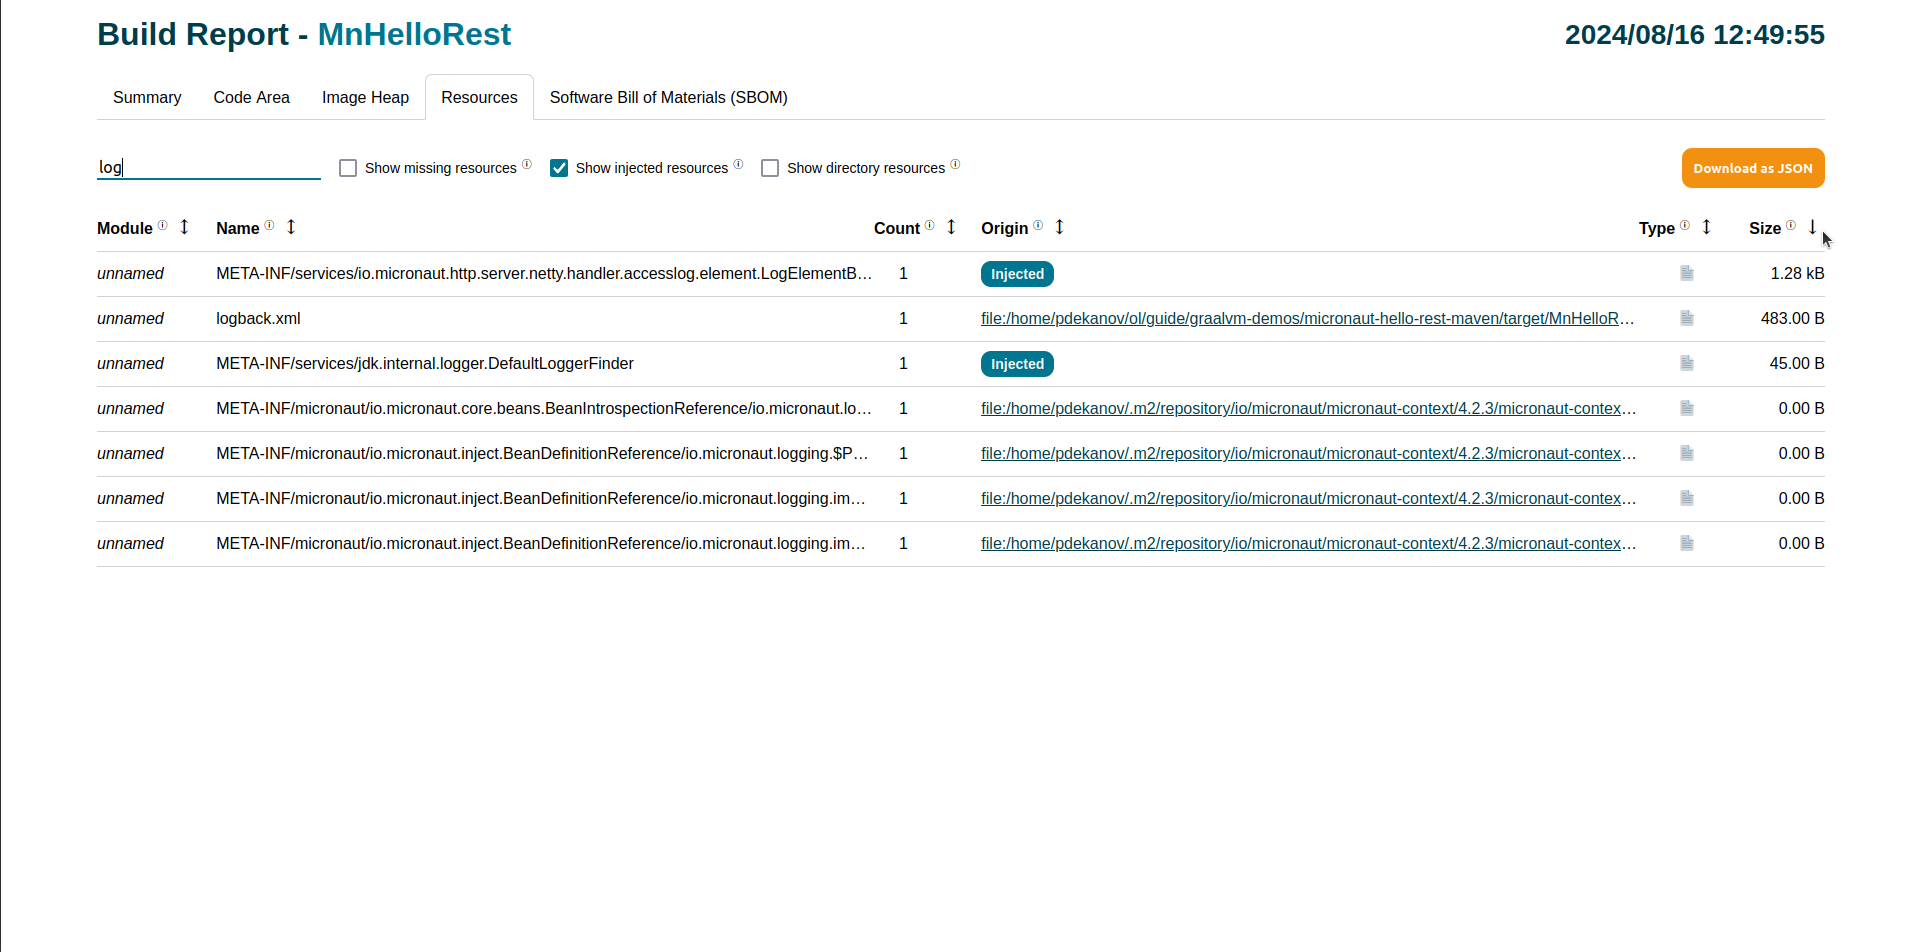 Build Report - MnHelloRest 2024/08/16 12:49:55
Summary Code Area Image Heap Resources Software Bill of Materials (SBOM)
log Show missing resources ⓘ Show injected resources ⓘ Show directory resources ⓘ Download as JSON
Module ⓘ ↕ Name ⓘ ↕ Count ⓘ ↕ Origin ⓘ ↕ Type ⓘ ↕ Size ⓘ ↓
unnamed META-INF/services/io.micronaut.http.server.netty.handler.accesslog.element.LogElementB… 1 Injected 1.28 kB
unnamed logback.xml 1 file:/home/pdekanov/ol/guide/graalvm-demos/micronaut-hello-rest-maven/target/MnHelloR… 483.00 B
unnamed META-INF/services/jdk.internal.logger.DefaultLoggerFinder 1 Injected 45.00 B
unnamed META-INF/micronaut/io.micronaut.core.beans.BeanIntrospectionReference/io.micronaut.lo… 1 file:/home/pdekanov/.m2/repository/io/micronaut/micronaut-context/4.2.3/micronaut-contex… 0.00 B
unnamed META-INF/micronaut/io.micronaut.inject.BeanDefinitionReference/io.micronaut.logging.$P… 1 file:/home/pdekanov/.m2/repository/io/micronaut/micronaut-context/4.2.3/micronaut-contex… 0.00 B
unnamed META-INF/micronaut/io.micronaut.inject.BeanDefinitionReference/io.micronaut.logging.im… 1 file:/home/pdekanov/.m2/repository/io/micronaut/micronaut-context/4.2.3/micronaut-contex… 0.00 B
unnamed META-INF/micronaut/io.micronaut.inject.BeanDefinitionReference/io.micronaut.logging.im… 1 file:/home/pdekanov/.m2/repository/io/micronaut/micronaut-context/4.2.3/micronaut-contex… 0.00 B